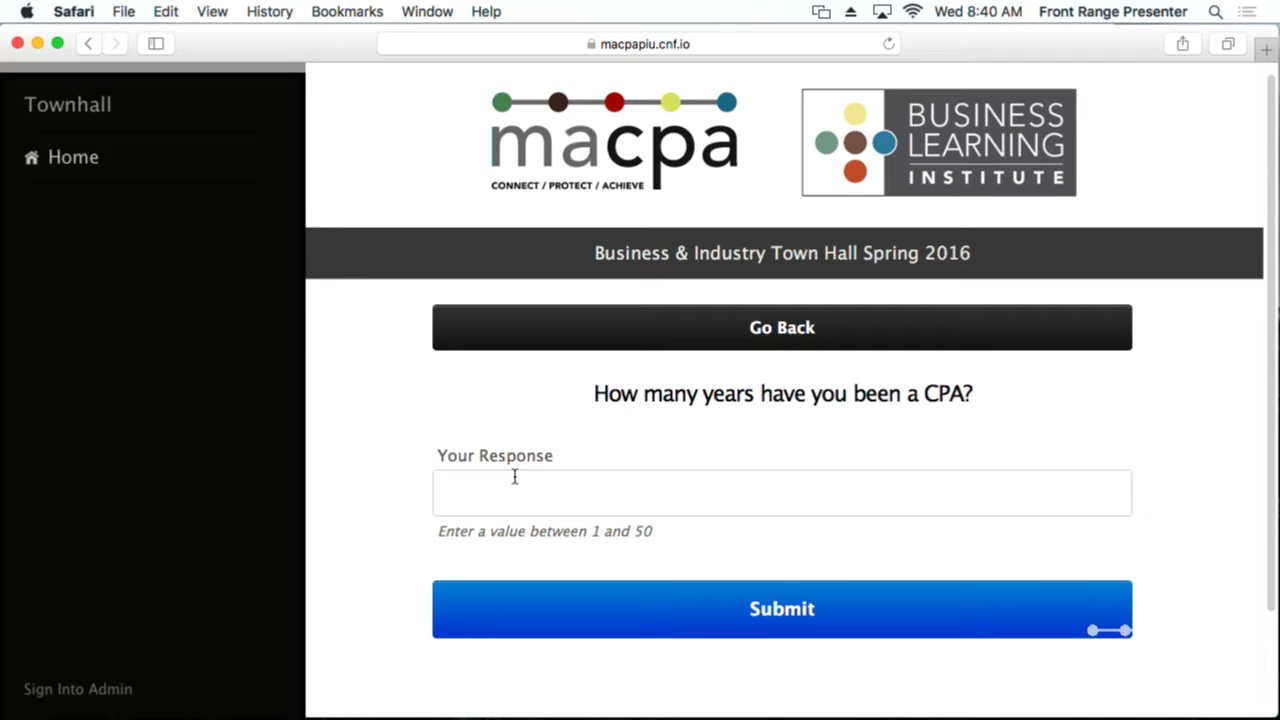 Safari File Edit View History Bookmarks Window Help Wed 8:40 AM Front Range Presenter
macpapiu.cnf.io
Townhall
Home
macpa
CONNECT / PROTECT / ACHIEVE
BUSINESS
LEARNING
INSTITUTE
Business & Industry Town Hall Spring 2016
Go Back
How many years have you been a CPA?
Your Response
Enter a value between 1 and 50
Submit
Sign Into Admin